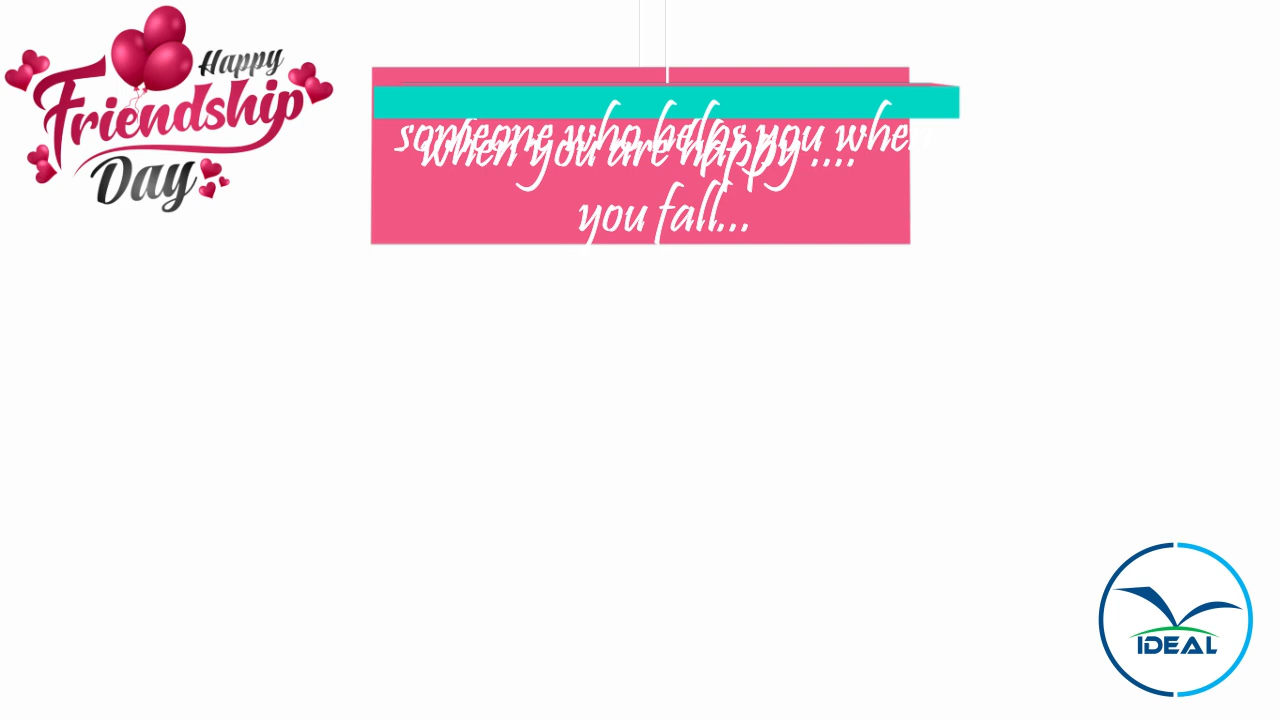 Happy
Friendship
Day
someone who helps you when
when you are happy ....
you fall...
IDEAL